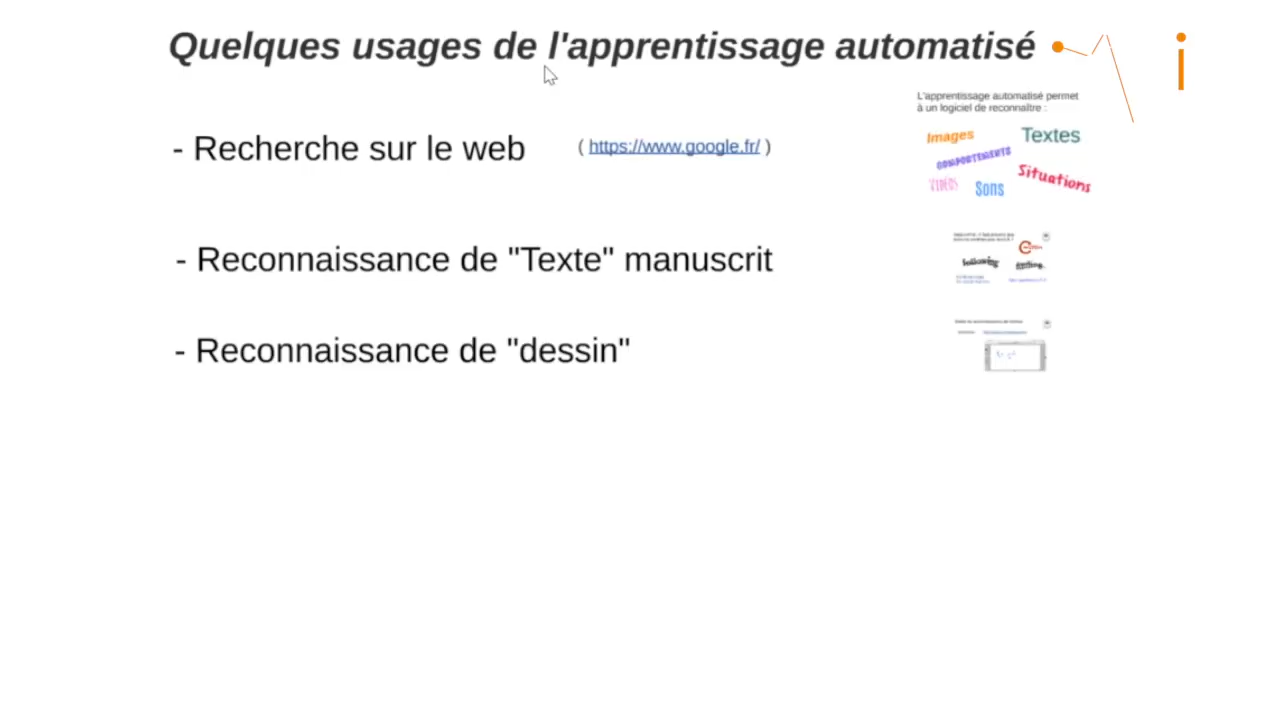 Quelques usages de l'apprentissage automatisé
i
L'apprentissage automatisé permet
à un logiciel de reconnaître :
Images
Textes
COMPORTEMENTS
Situations
VIDÉOS
Sons
- Recherche sur le web
( https://www.google.fr/ )
- Reconnaissance de "Texte" manuscrit
following
- Reconnaissance de "dessin"